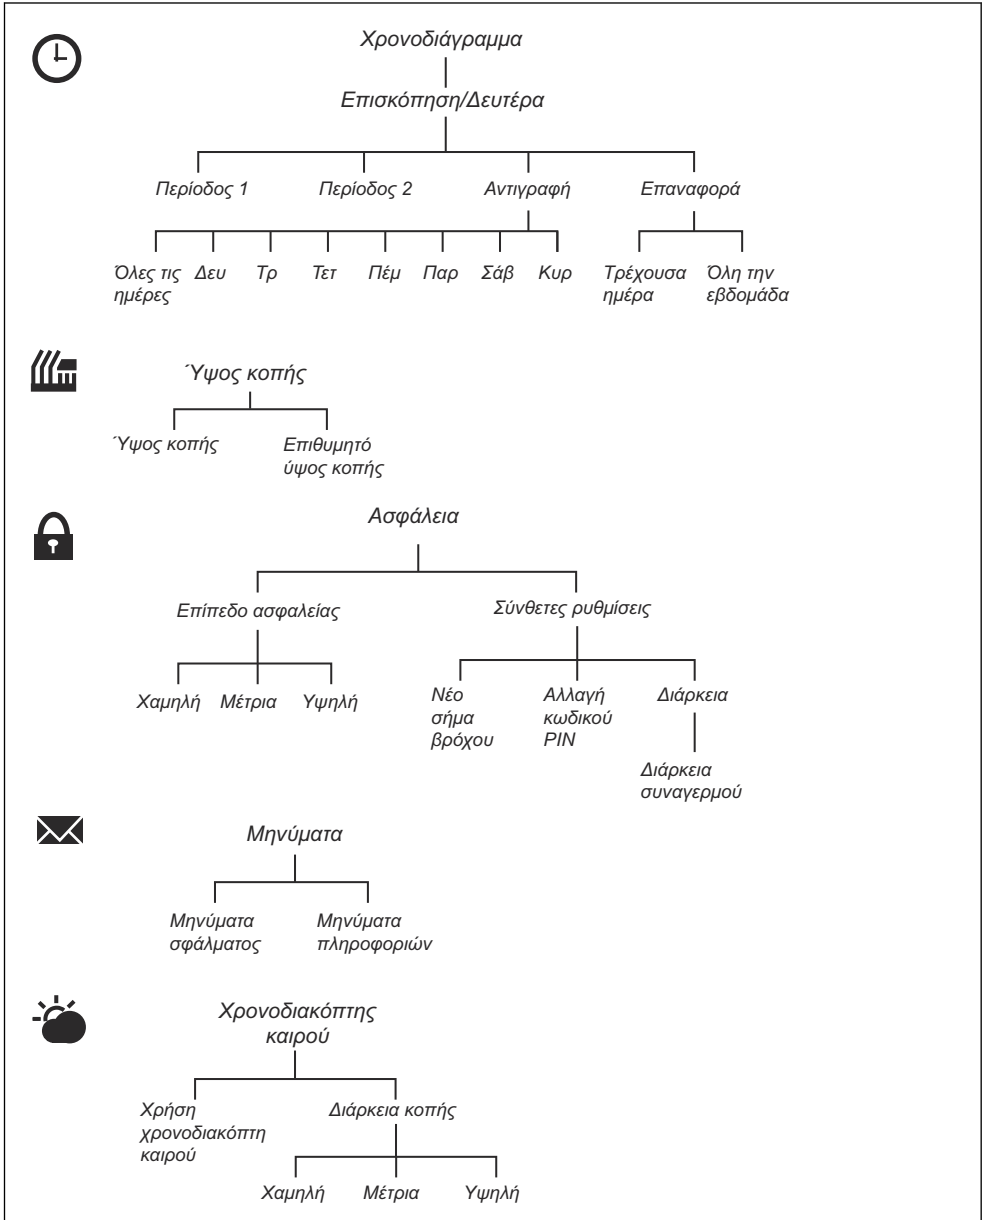 Χρονοδιάγραμμα
Επισκόπηση/Δευτέρα
Περίοδος 1 Περίοδος 2 Αντιγραφή Επαναφορά
Όλες τις Δευ Τρ Τετ Πέμ Παρ Σάβ Κυρ Τρέχουσα Όλη την
ημέρες ημέρα εβδομάδα
Ύψος κοπής
Ύψος κοπής Επιθυμητό
ύψος κοπής
Ασφάλεια
Επίπεδο ασφαλείας Σύνθετες ρυθμίσεις
Χαμηλή Μέτρια Υψηλή Νέο Αλλαγή Διάρκεια
σήμα κωδικού
βρόχου PIN
Διάρκεια
συναγερμού
Μηνύματα
Μηνύματα Μηνύματα
σφάλματος πληροφοριών
Χρονοδιακόπτης
καιρού
Χρήση Διάρκεια κοπής
χρονοδιακόπτη
καιρού
Χαμηλή Μέτρια Υψηλή